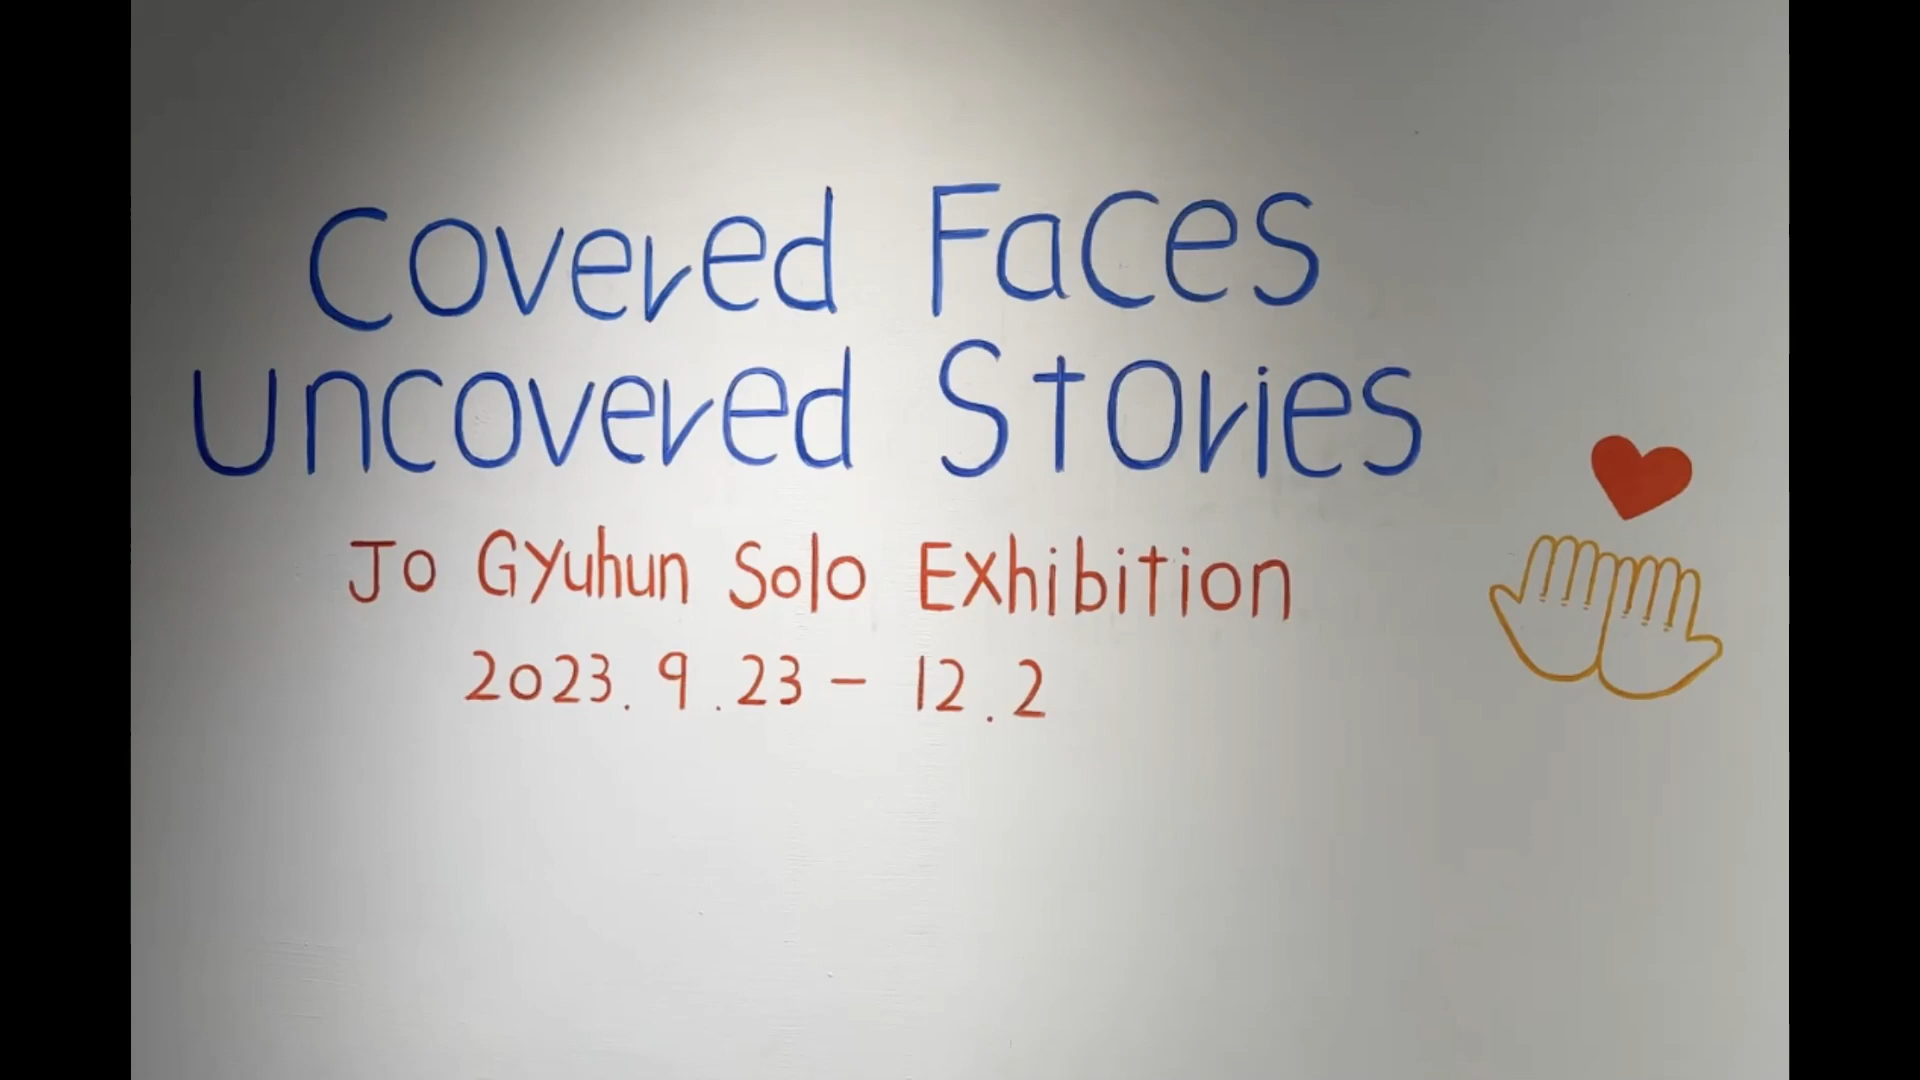 Covered Faces
Uncovered Stories
Jo Gyuhun Solo Exhibition
2023.9.23 - 12.2